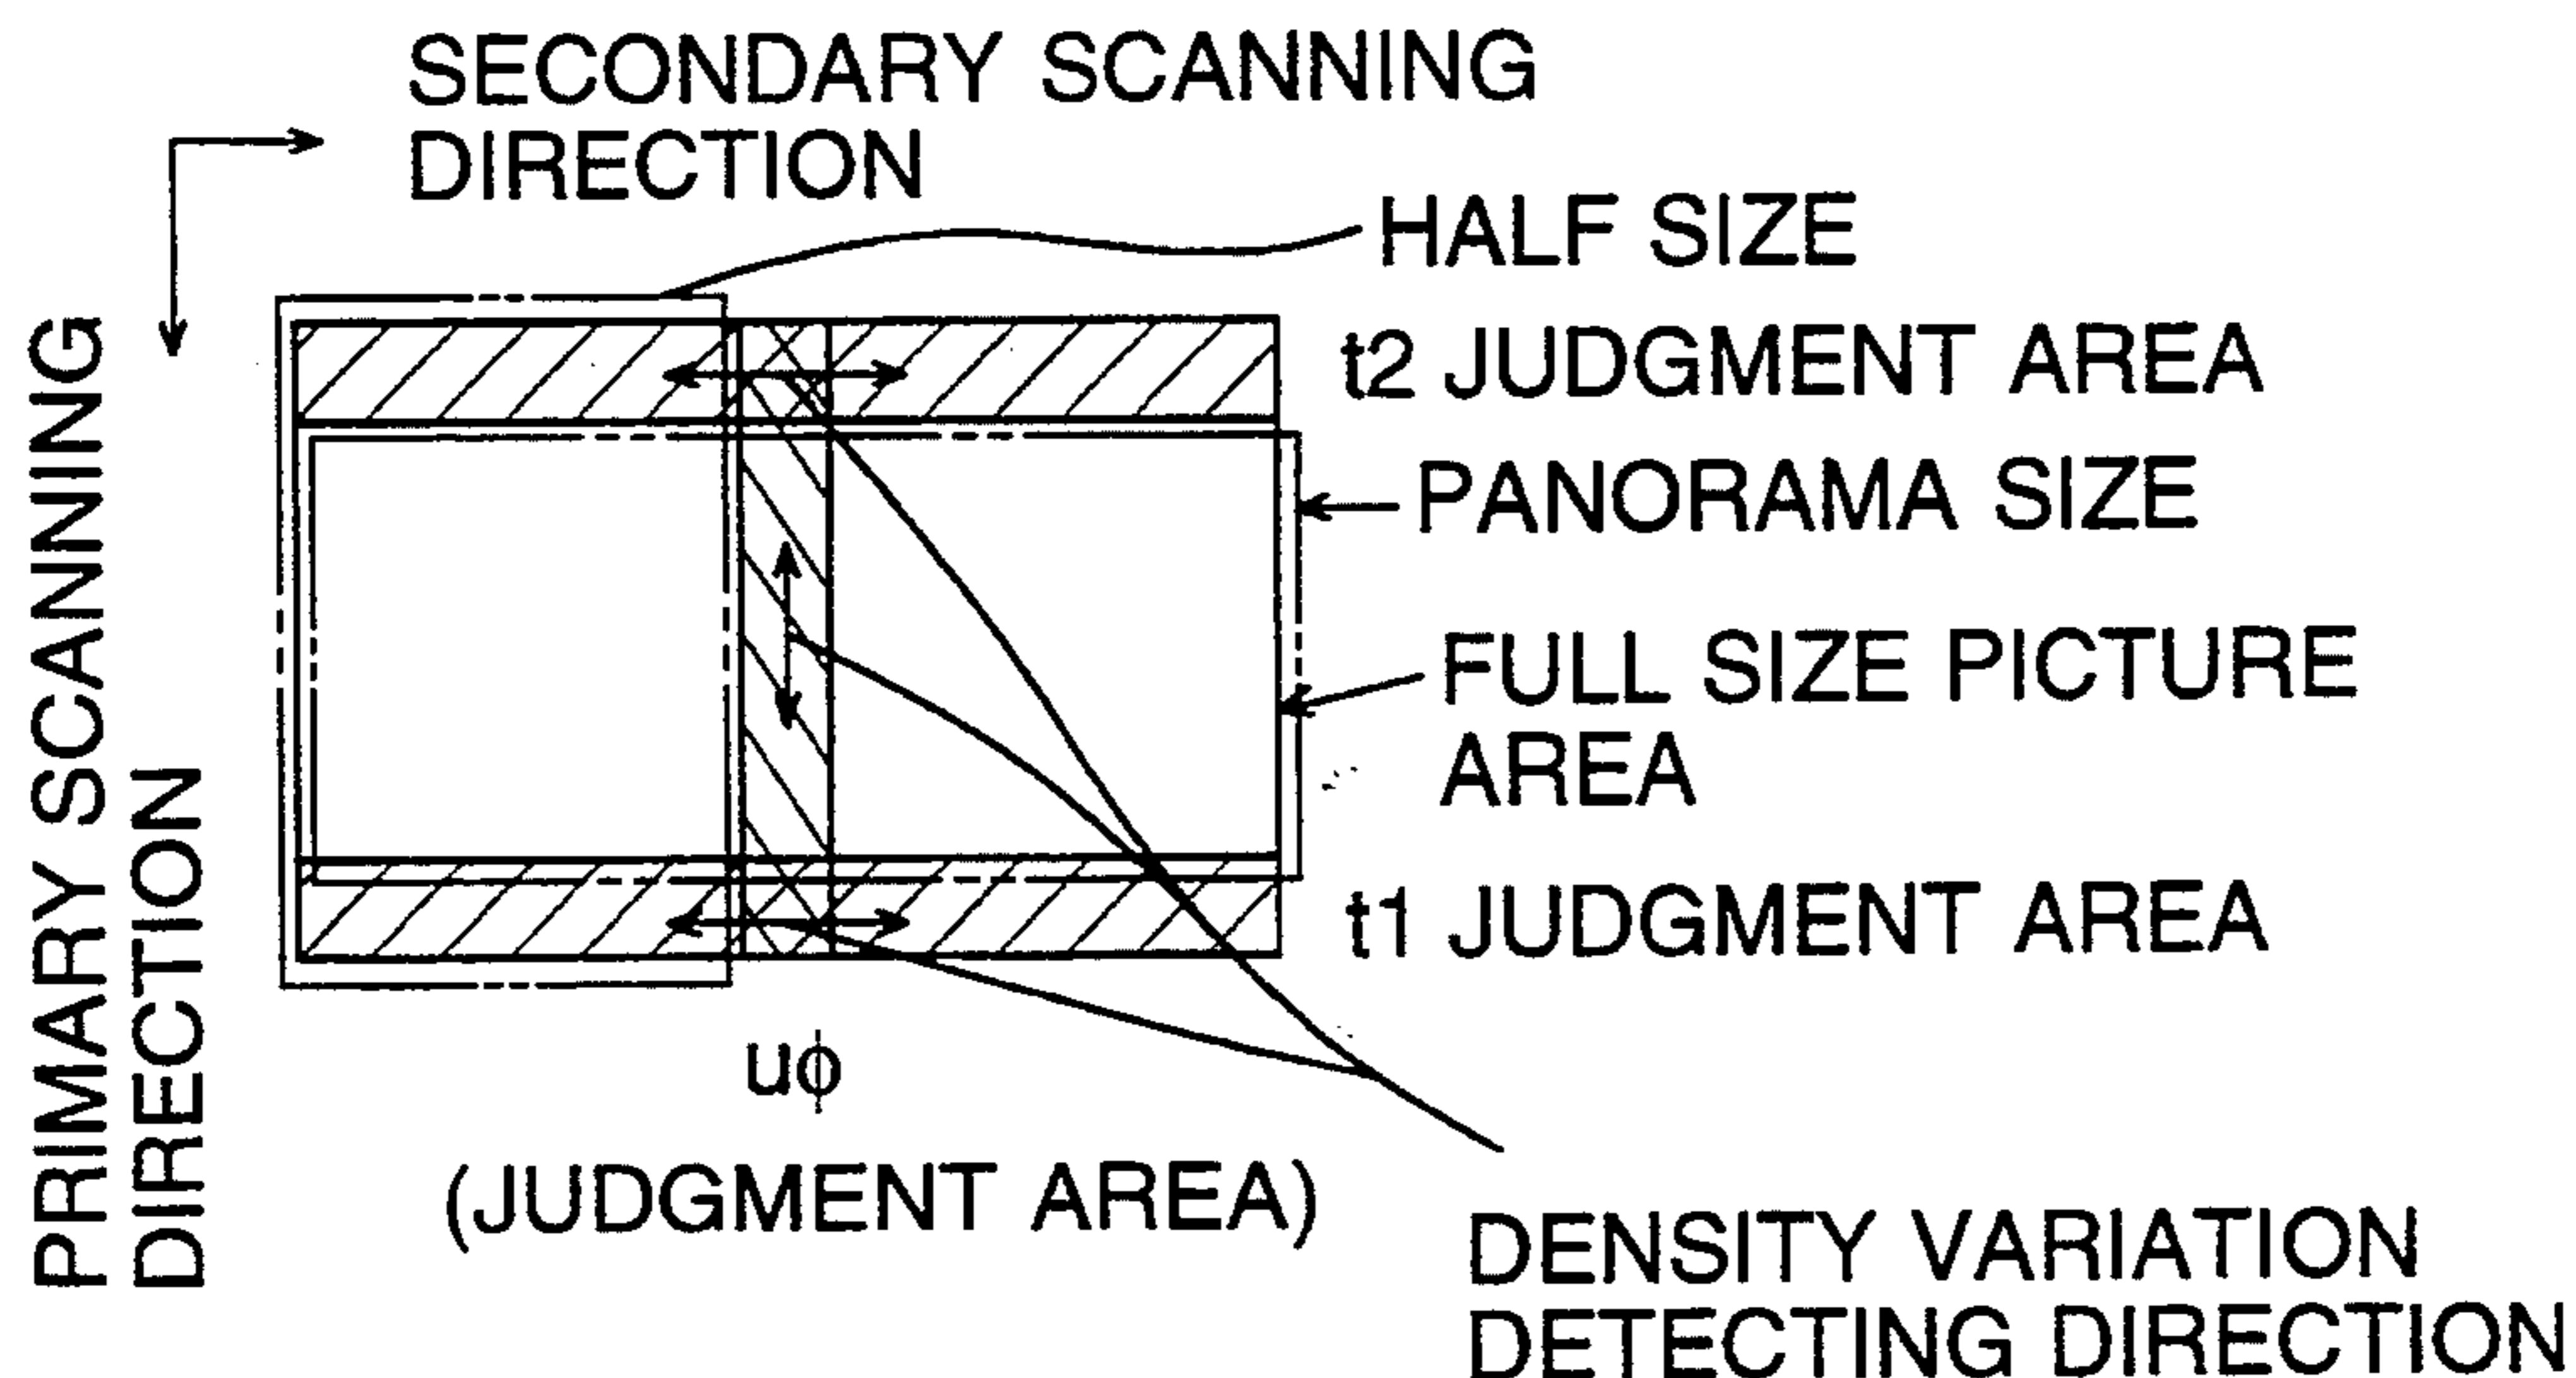 SECONDARY SCANNING
DIRECTION
HALF SIZE
t2 JUDGMENT AREA
PANORAMA SIZE
FULL SIZE PICTURE
AREA
t1 JUDGMENT AREA
PRIMARY SCANNING
DIRECTION
uϕ
(JUDGMENT AREA)
DENSITY VARIATION
DETECTING DIRECTION